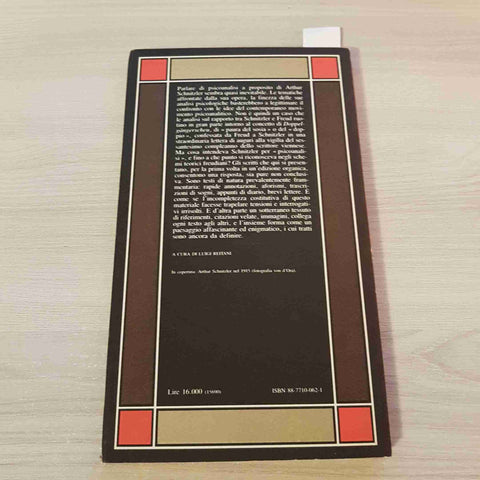 Parlare di psicoanalisi a proposito di Arthur
Schnitzler sembra quasi inevitabile. Le tematiche
affrontate dalla sua opera, la finezza delle sue
analisi psicologiche basterebbero a legittimare il
confronto con le idee del contemporaneo movi-
mento psicoanalitico. Non è quindi un caso che
le analisi sul rapporto tra Schnitzler e Freud ruo-
tino in gran parte intorno al concetto di Doppel-
gängerscheu, di «paura del sosia» o del «dop-
pio», confessata da Freud a Schnitzler in una
straordinaria lettera di auguri alla vigilia del ses-
santesimo compleanno dello scrittore viennese.
Ma cosa intendeva Schnitzler per «psicoanali-
si», e fino a che punto si riconosceva negli sche-
mi teorici freudiani? Gli scritti che qui si presen-
tano, per la prima volta in un'edizione organica,
consentono una risposta, sia pure non conclusi-
va. Sono testi di natura prevalentemente fram-
mentaria: rapide annotazioni, aforismi, trascri-
zioni di sogni, appunti di diario, brevi lettere. È
come se l'incompletezza costitutiva di questo
materiale facesse trapelare tensioni e interrogati-
vi irrisolti. E d'altra parte un sotterraneo tessuto
di riferimenti, citazioni velate, immagini, collega
ogni testo agli altri, e l'insieme forma come un
paesaggio affascinante ed enigmatico, i cui tratti
sono ancora da definire.
A CURA DI LUIGI REITANI
In copertina: Arthur Schnitzler nel 1915 (fotografia von d'Ora).
Lire 16.000 (15690)
ISBN 88-7710-062-1